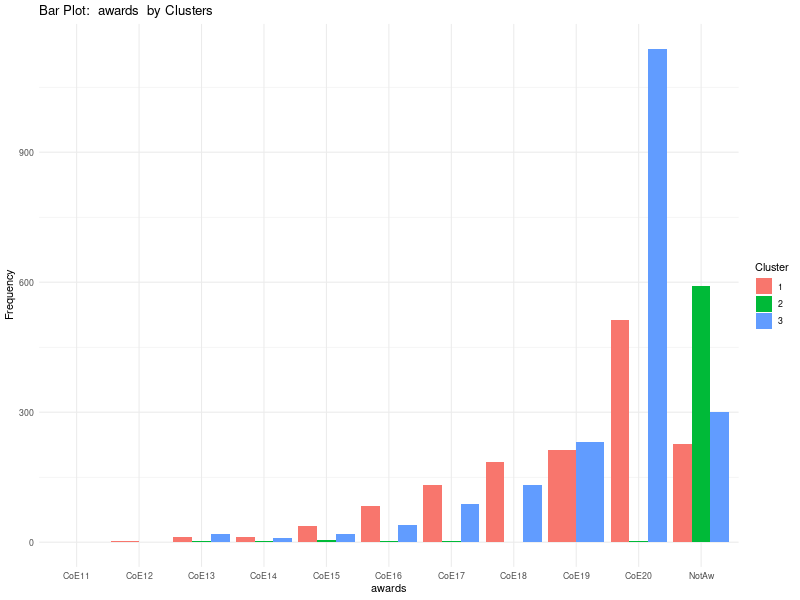 Bar Plot:  awards  by Clusters
Frequency
900
600
300
0
CoE11 CoE12 CoE13 CoE14 CoE15 CoE16 CoE17 CoE18 CoE19 CoE20 NotAw
awards
Cluster
1
2
3